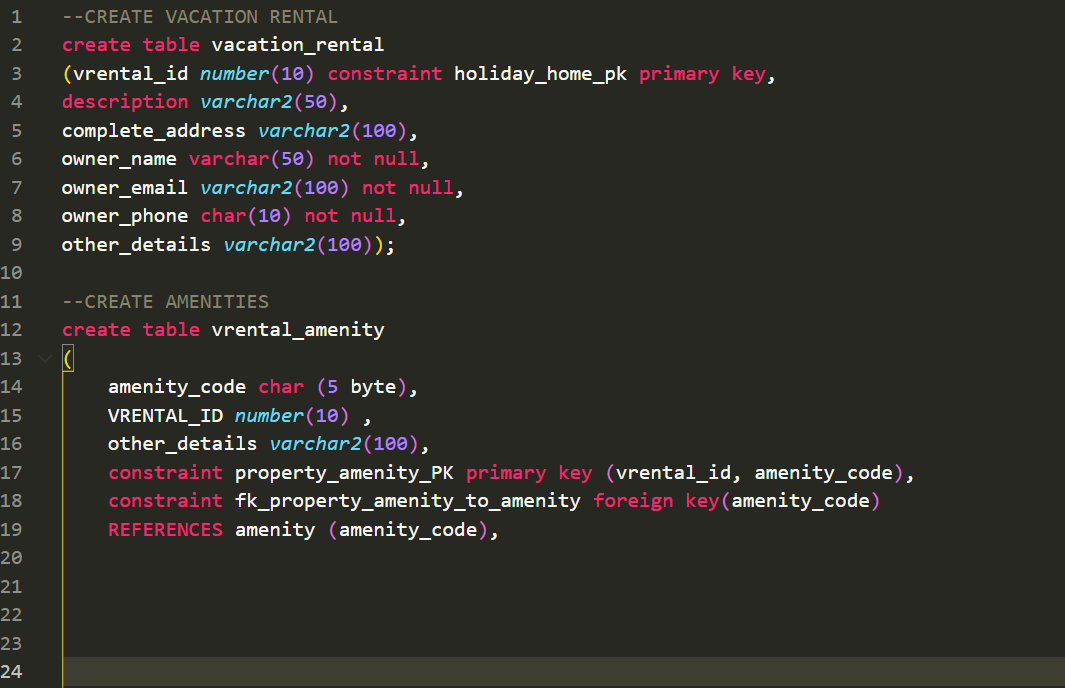 1 --CREATE VACATION RENTAL
2 create table vacation_rental
3 (vrental_id number(10) constraint holiday_home_pk primary key,
4 description varchar2(50),
5 complete_address varchar2(100),
6 owner_name varchar(50) not null,
7 owner_email varchar2(100) not null,
8 owner_phone char(10) not null,
9 other_details varchar2(100));
10
11 --CREATE AMENITIES
12 create table vrental_amenity
13 (
14 amenity_code char (5 byte),
15 VRENTAL_ID number(10) ,
16 other_details varchar2(100),
17 constraint property_amenity_PK primary key (vrental_id, amenity_code),
18 constraint fk_property_amenity_to_amenity foreign key(amenity_code)
19 REFERENCES amenity (amenity_code),
20
21
22
23
24